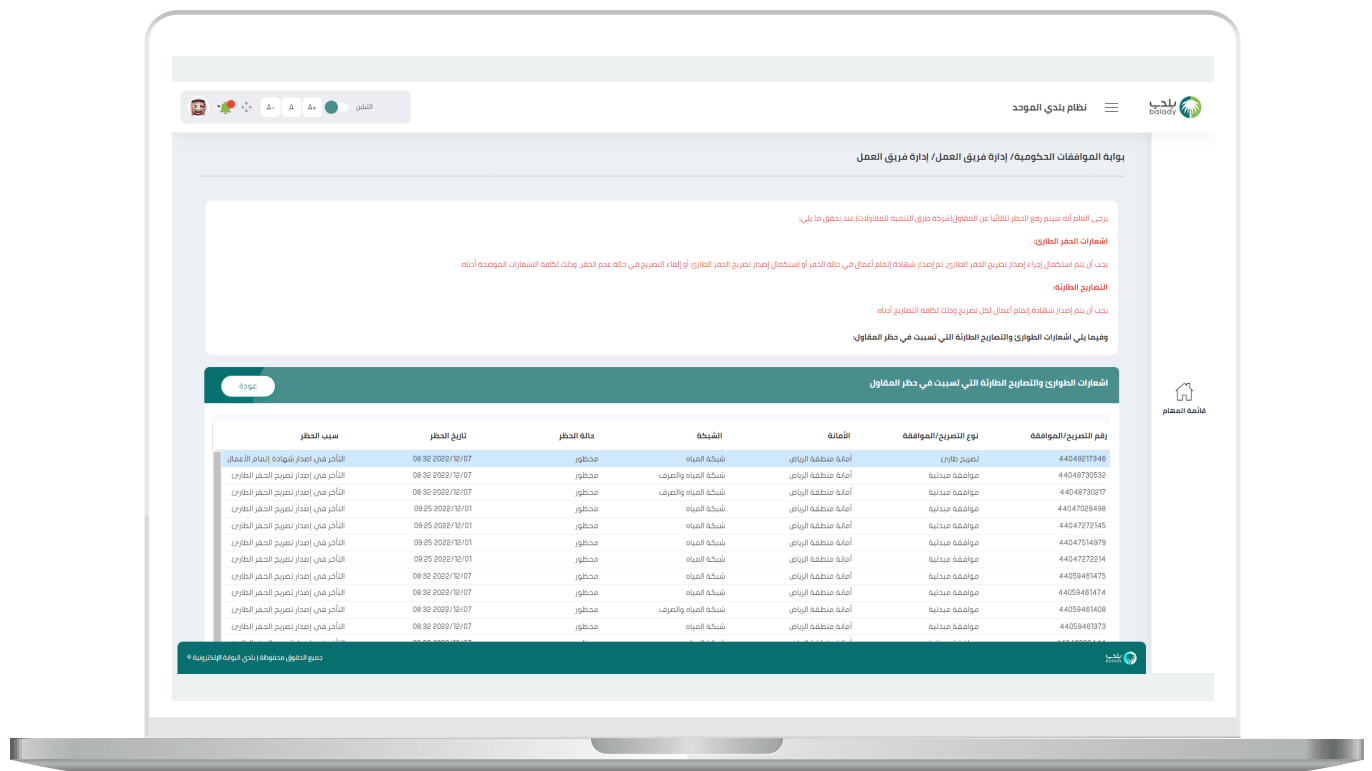 بلدي
balady
نظام بلدي الموحد
التباين A+ A A-
بوابة الموافقات الحكومية/ إدارة فريق العمل/ إدارة فريق العمل
يرجى العلم أنه سيتم رفع الحظر تلقائيا عن المقاول(شركة طرق التنمية للمقاولات) عند تحقق ما يلي:
اشعارات الحفر الطارئ:
يجب أن يتم استكمال إجراء إصدار تصريح الحفر الطارئ، ثم إصدار شهادة إتمام أعمال في حالة الحفر أو استكمال إصدار تصريح الحفر الطارئ أو إلغاء التصريح في حالة عدم الحفر، وذلك لكافة الاشعارات الموضحة أدناه.
التصاريح الطارئة:
يجب أن يتم إصدار شهادة إتمام أعمال لكل تصريح وذلك لكافة التصاريح أدناه.
وفيما يلي اشعارات الطوارئ والتصاريح الطارئة التي تسببت في حظر المقاول:
اشعارات الطوارئ والتصاريح الطارئة التي تسببت في حظر المقاول
عودة
قائمة المهام
رقم التصريح/الموافقة نوع التصريح/الموافقة الأمانة الشبكة حالة الحظر تاريخ الحظر سبب الحظر
44049217346 تصريح طارئ أمانة منطقة الرياض شبكة المياه محظور 2022/12/07 08:32 التأخر في اصدار شهادة إتمام الأعمال
44048730532 موافقة مبدئية أمانة منطقة الرياض شبكة المياه والصرف محظور 2022/12/07 08:32 التأخر في إصدار تصريح الحفر الطارئ
44048730217 موافقة مبدئية أمانة منطقة الرياض شبكة المياه محظور 2022/12/07 08:32 التأخر في إصدار تصريح الحفر الطارئ
44047029498 موافقة مبدئية أمانة منطقة الرياض شبكة المياه محظور 2022/12/01 09:25 التأخر في إصدار تصريح الحفر الطارئ
44047272145 موافقة مبدئية أمانة منطقة الرياض شبكة المياه محظور 2022/12/01 09:25 التأخر في إصدار تصريح الحفر الطارئ
44047514979 موافقة مبدئية أمانة منطقة الرياض شبكة المياه محظور 2022/12/01 09:25 التأخر في إصدار تصريح الحفر الطارئ
44047272214 موافقة مبدئية أمانة منطقة الرياض شبكة المياه محظور 2022/12/01 09:25 التأخر في إصدار تصريح الحفر الطارئ
44059461475 موافقة مبدئية أمانة منطقة الرياض شبكة المياه محظور 2022/12/07 08:32 التأخر في إصدار تصريح الحفر الطارئ
44059461474 موافقة مبدئية أمانة منطقة الرياض شبكة المياه محظور 2022/12/07 08:32 التأخر في إصدار تصريح الحفر الطارئ
44059461408 موافقة مبدئية أمانة منطقة الرياض شبكة المياه والصرف محظور 2022/12/07 08:32 التأخر في إصدار تصريح الحفر الطارئ
44059461373 موافقة مبدئية أمانة منطقة الرياض شبكة المياه محظور 2022/12/07 08:32 التأخر في إصدار تصريح الحفر الطارئ
بلدي
balady
جميع الحقوق محفوظة | بلدي البوابة الإلكترونية ©